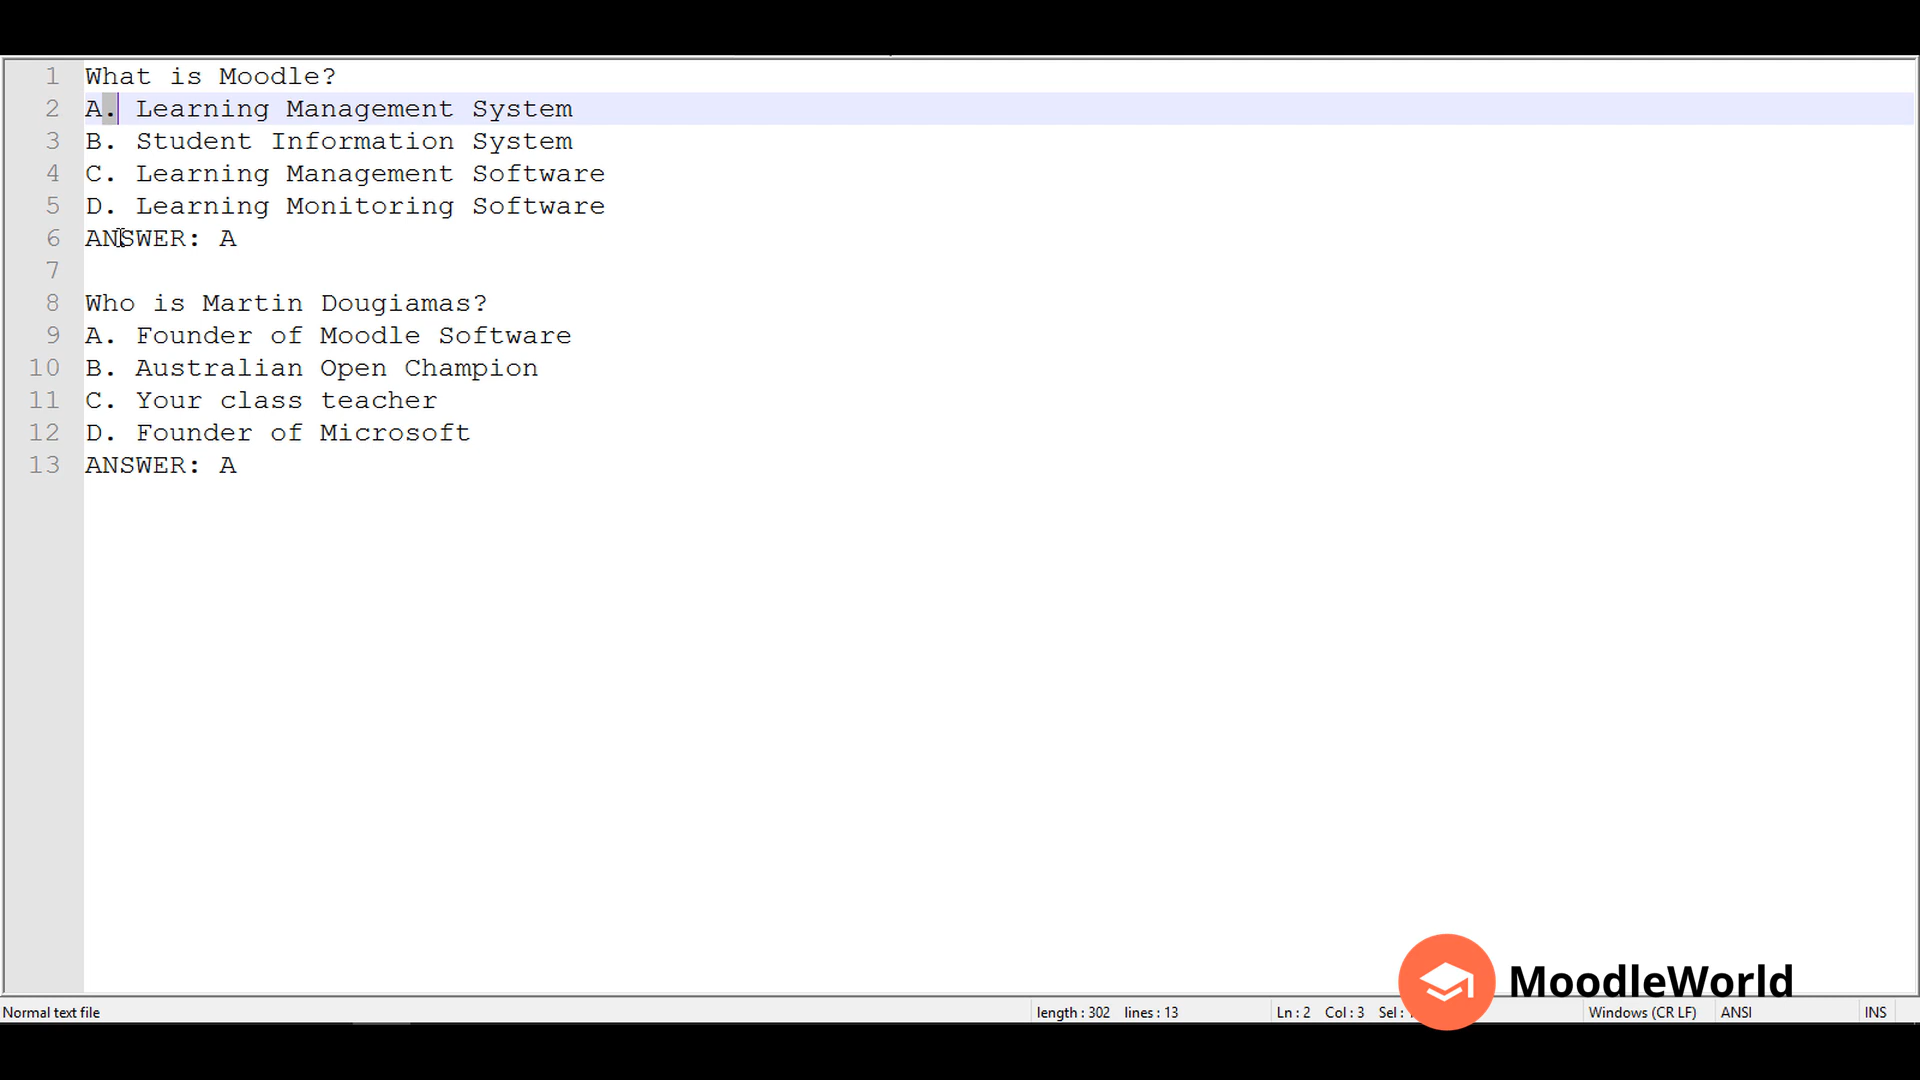 1 What is Moodle?
2 A. Learning Management System
3 B. Student Information System
4 C. Learning Management Software
5 D. Learning Monitoring Software
6 ANSWER: A
7
8 Who is Martin Dougiamas?
9 A. Founder of Moodle Software
10 B. Australian Open Champion
11 C. Your class teacher
12 D. Founder of Microsoft
13 ANSWER: A
MoodleWorld
Normal text file length : 302 lines : 13 Ln : 2 Col : 3 Sel : Windows (CR LF) ANSI INS